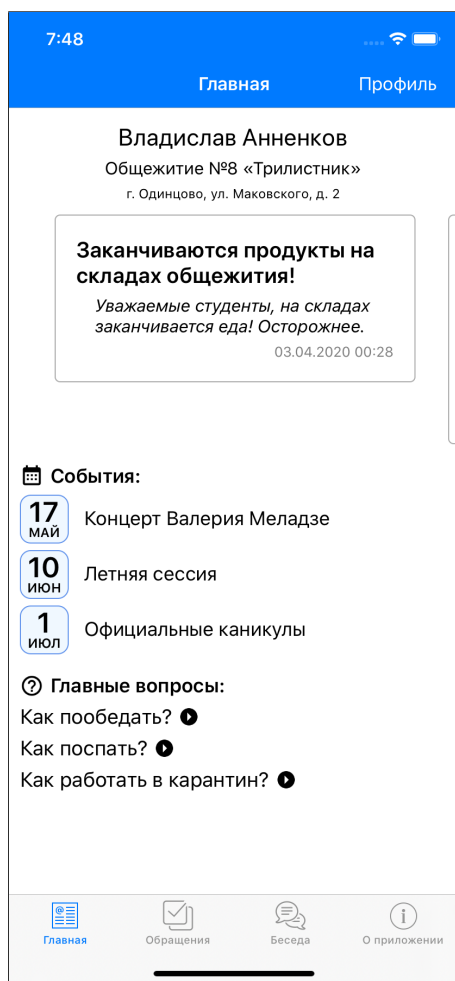 7:48
Главная Профиль
Владислав Анненков
Общежитие №8 «Трилистник»
г. Одинцово, ул. Маковского, д. 2
Заканчиваются продукты на
складах общежития!
Уважаемые студенты, на складах
заканчивается еда! Осторожнее.
03.04.2020 00:28
События:
17
МАЙ
Концерт Валерия Меладзе
10
ИЮН
Летняя сессия
1
ИЮЛ
Официальные каникулы
Главные вопросы:
Как пообедать?
Как поспать?
Как работать в карантин?
Главная Обращения Беседа О приложении